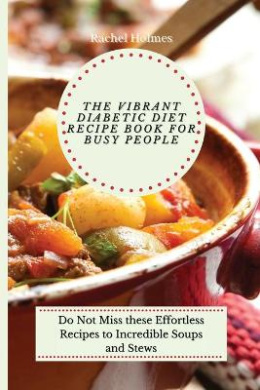 Rachel Holmes
THE VIBRANT
DIABETIC DIET
RECIPE BOOK FOR
BUSY PEOPLE
Do Not Miss these Effortless
Recipes to Incredible Soups
and Stews